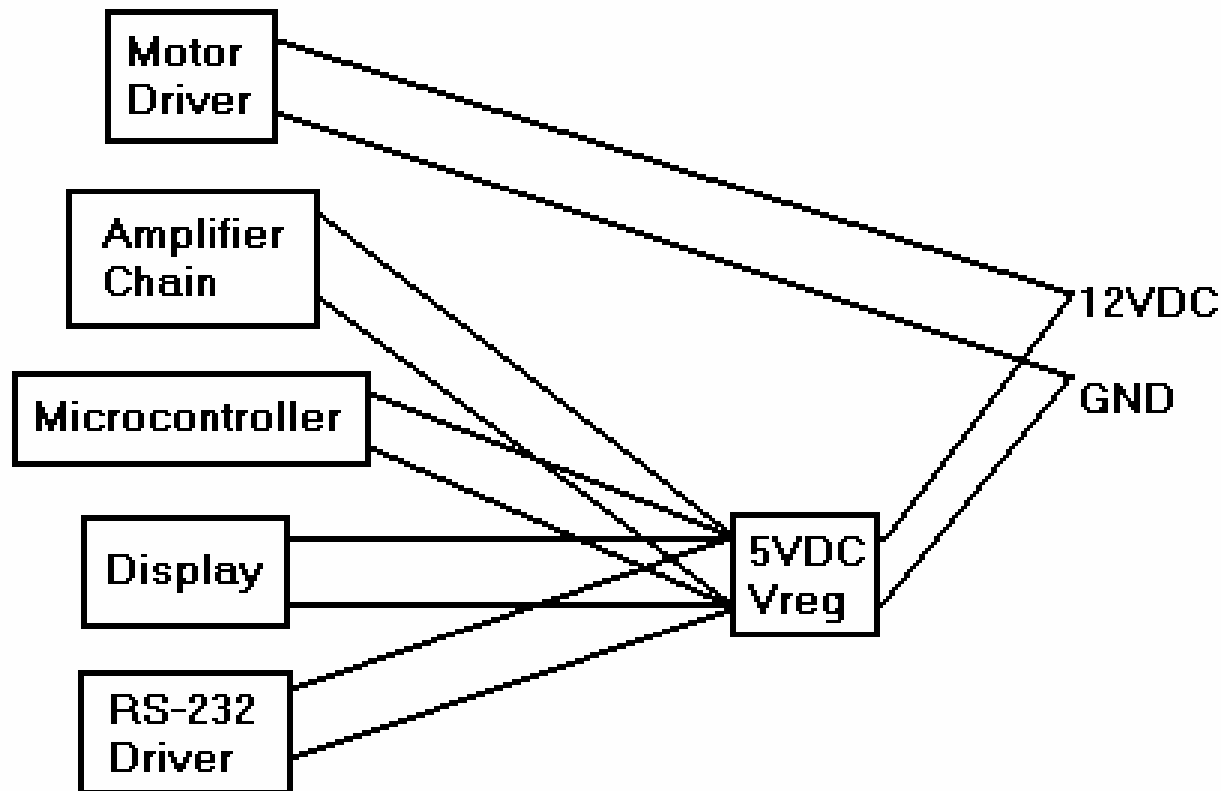 Motor
Driver
Amplifier
Chain
12VDC
GND
Microcontroller
5VDC
Vreg
Display
RS-232
Driver